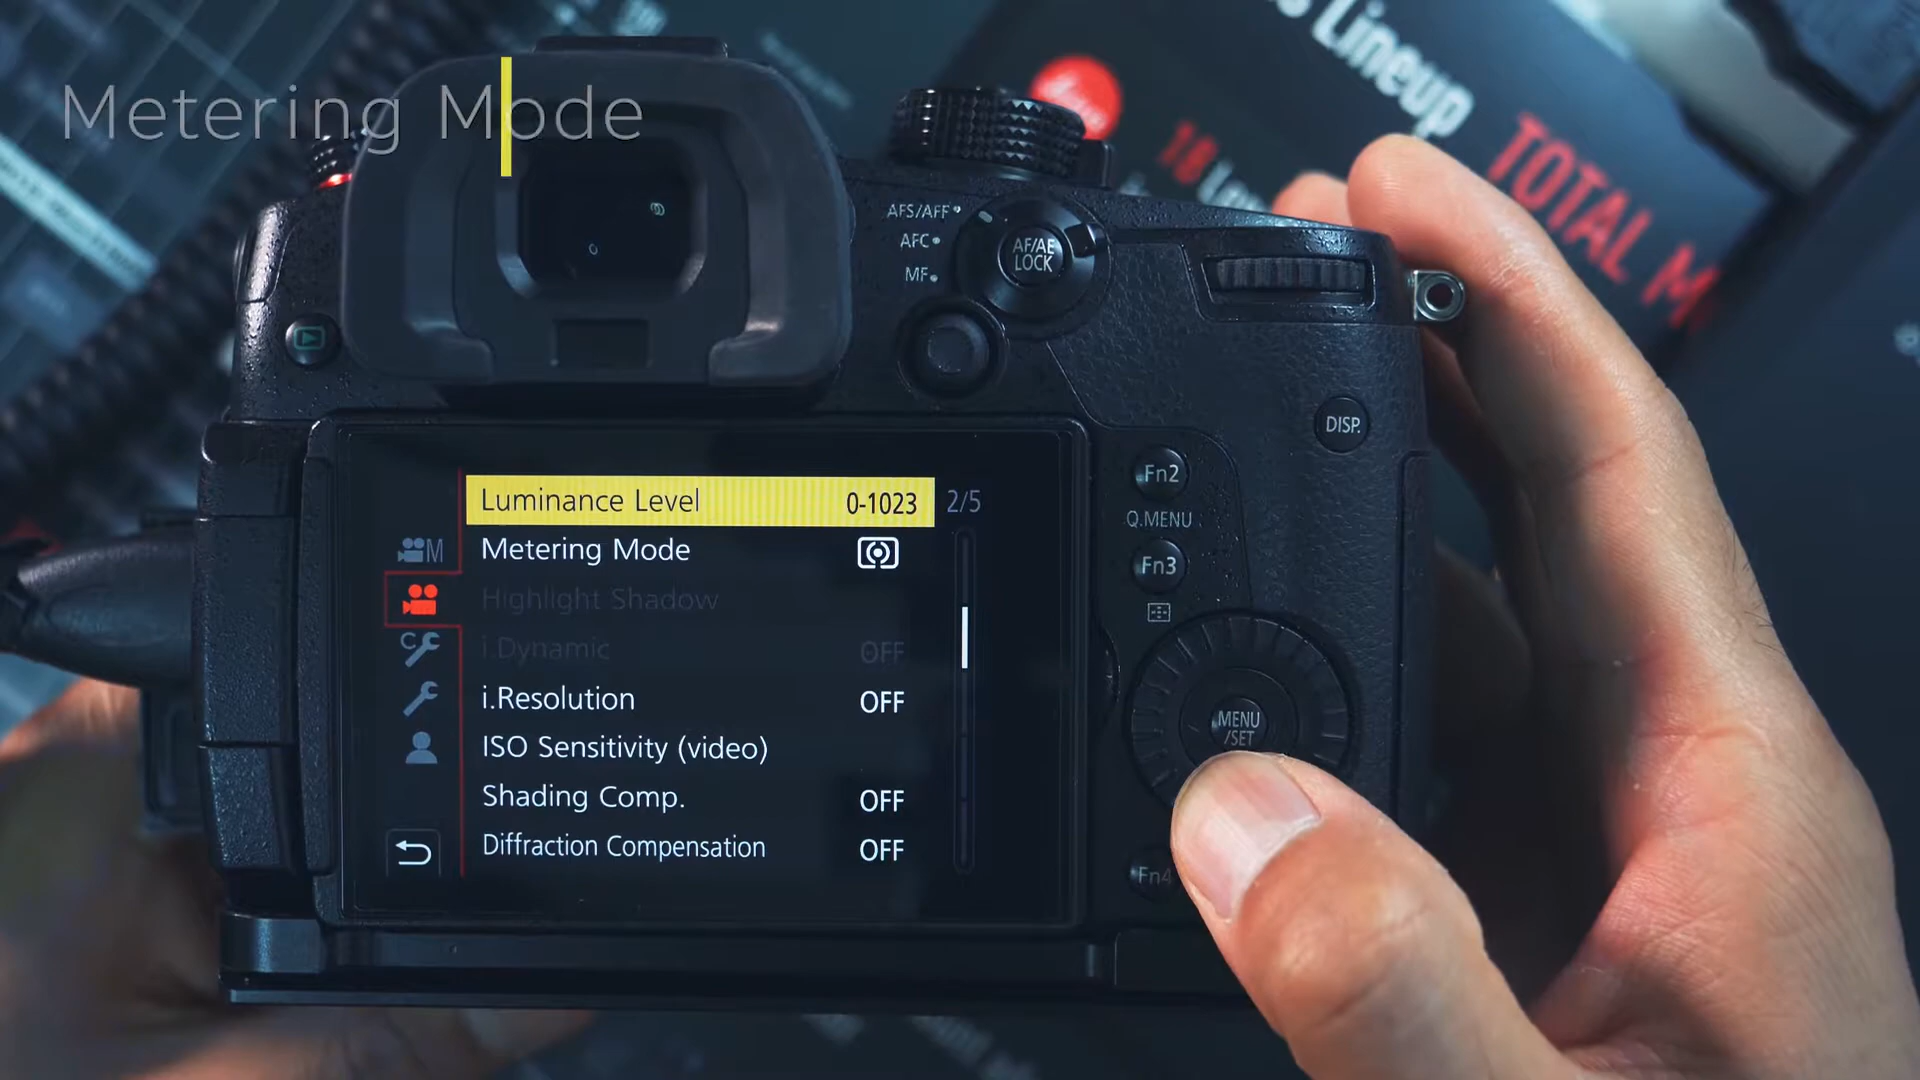 Metering Mode
s Lineup
TOTAL M
18
AFS/AFF
AFC
MF
AF/AE
LOCK
DISP.
Fn2
Q.MENU
Fn3
MENU
/SET
Fn4
Luminance Level 0-1023 2/5
Metering Mode
M
Highlight Shadow
i.Dynamic OFF
C
i.Resolution OFF
ISO Sensitivity (video)
Shading Comp. OFF
Diffraction Compensation OFF